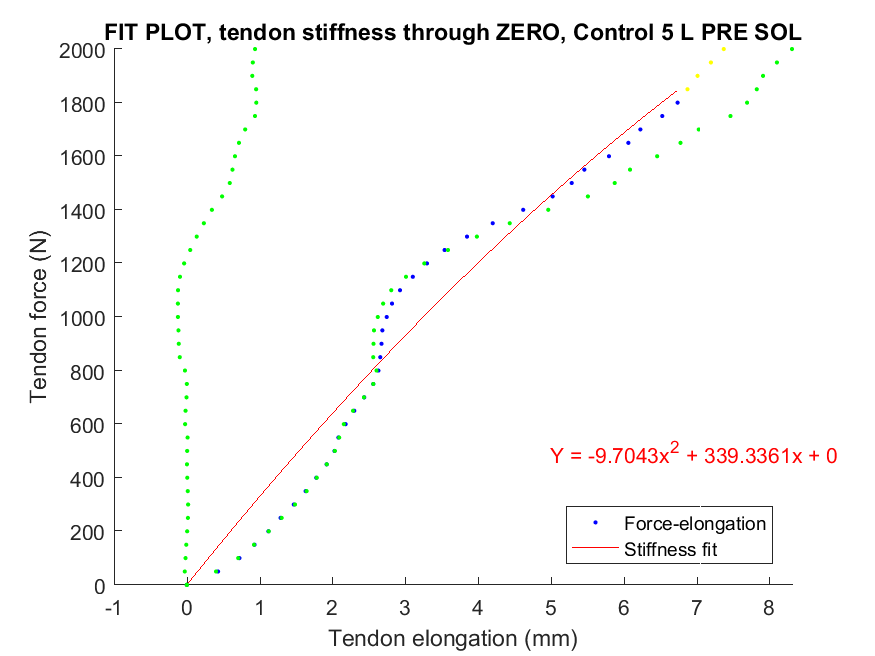 FIT PLOT, tendon stiffness through ZERO, Control 5 L PRE SOL
2000
1800
1600
1400
1200
1000
800
600
400
200
0
Tendon force (N)
Y = -9.7043x² + 339.3361x + 0
Force-elongation
Stiffness fit
-1 0 1 2 3 4 5 6 7 8
Tendon elongation (mm)